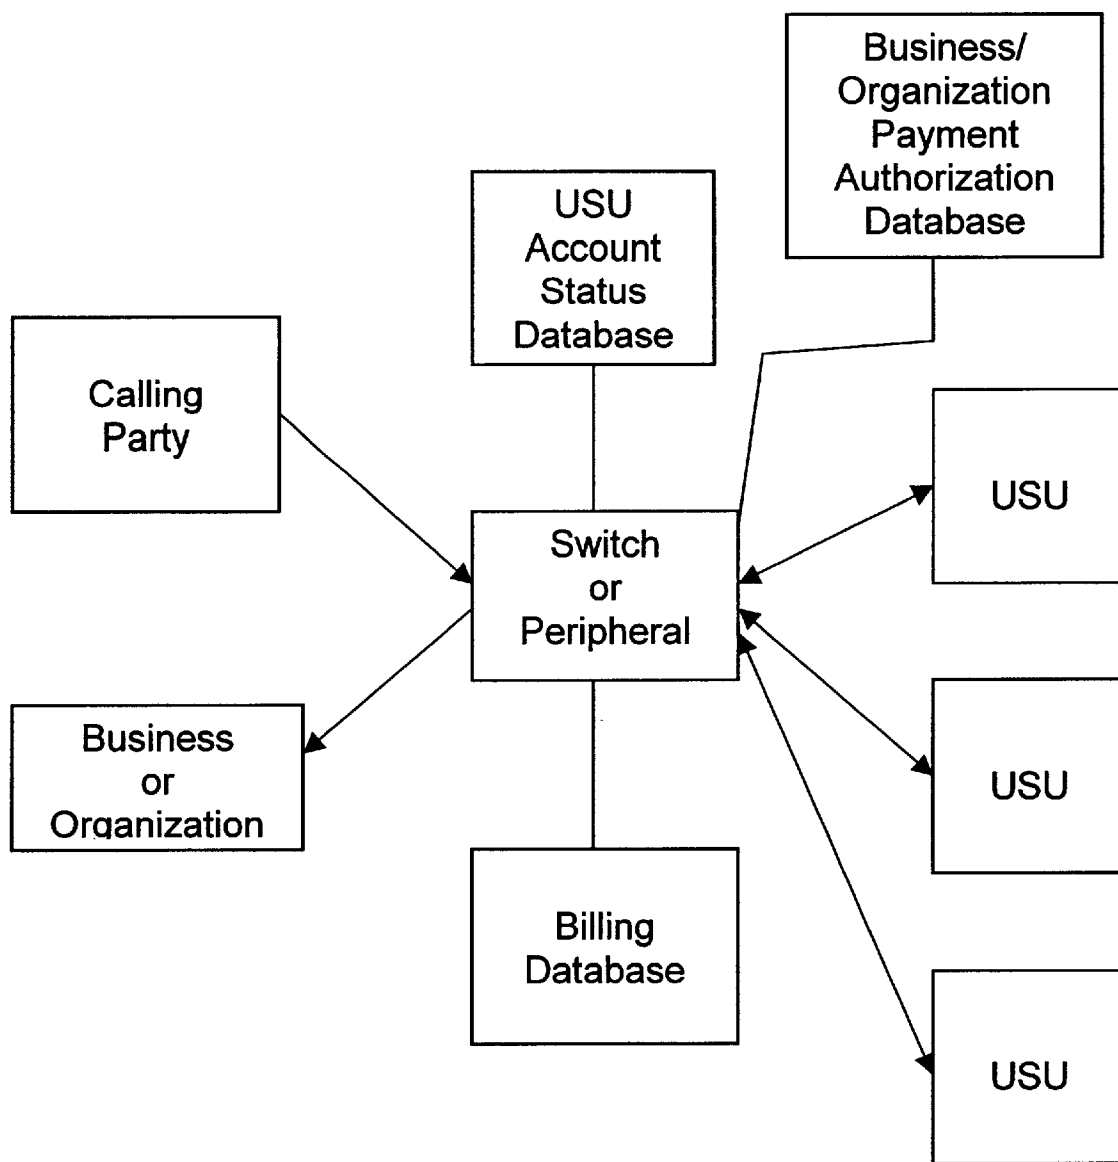 Business/
Organization
Payment
Authorization
Database
USU
Account
Status
Database
Calling
Party
USU
Switch
or
Peripheral
Business
or
Organization
USU
Billing
Database
USU